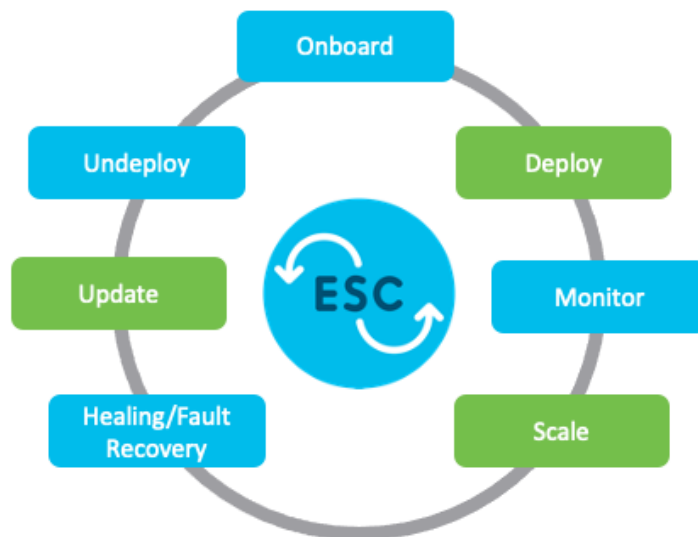 Onboard
Undeploy
Deploy
ESC
Update
Monitor
Healing/Fault
Recovery
Scale